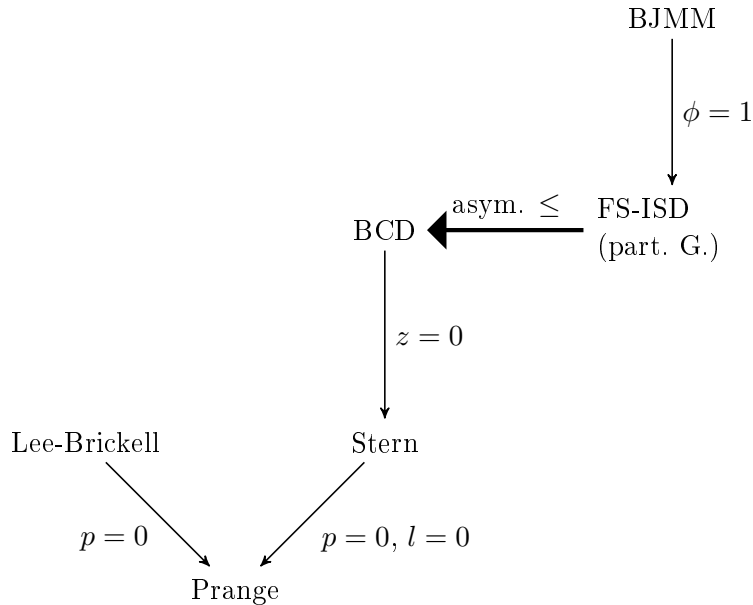 BJMM
ϕ = 1
asym. ≤
FS-ISD
(part. G.)
BCD
z = 0
Lee-Brickell
Stern
p = 0
p = 0, l = 0
Prange